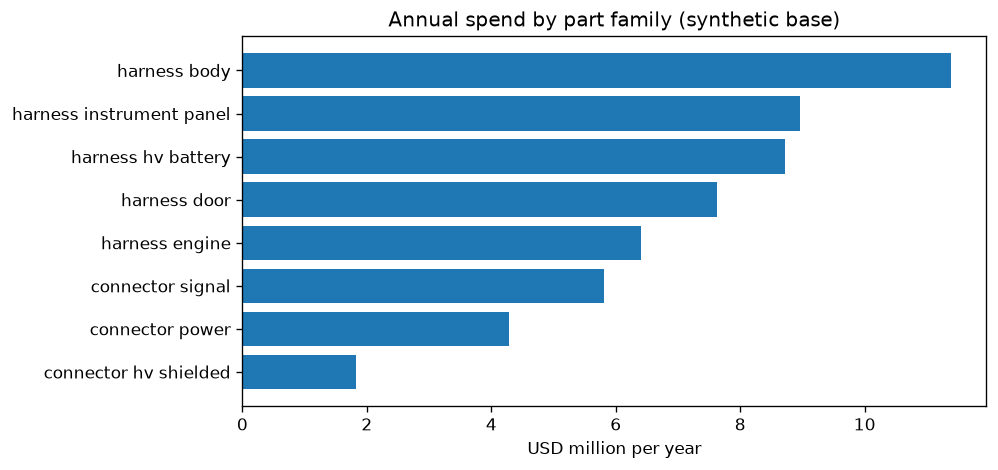 Annual spend by part family (synthetic base)
harness body
harness instrument panel
harness hv battery
harness door
harness engine
connector signal
connector power
connector hv shielded
0 2 4 6 8 10
USD million per year